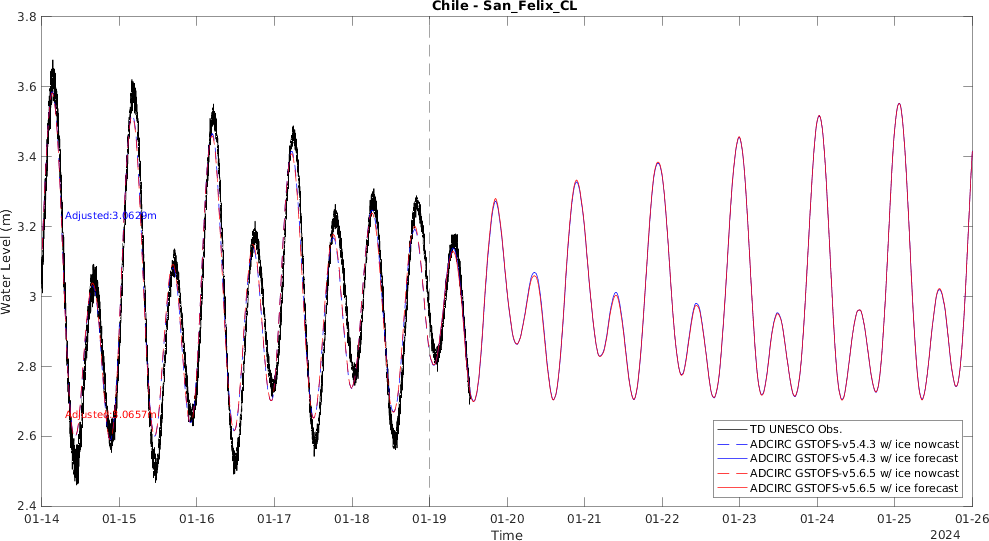 Chile - San_Felix_CL
3.8
3.6
3.4
3.2
3
2.8
2.6
2.4
Water Level (m)
Adjusted:3.0629m
Adjusted:3.0657m
TD UNESCO Obs.
ADCIRC GSTOFS-v5.4.3 w/ ice nowcast
ADCIRC GSTOFS-v5.4.3 w/ ice forecast
ADCIRC GSTOFS-v5.6.5 w/ ice nowcast
ADCIRC GSTOFS-v5.6.5 w/ ice forecast
01-14 01-15 01-16 01-17 01-18 01-19 01-20 01-21 01-22 01-23 01-24 01-25 01-26
Time
2024